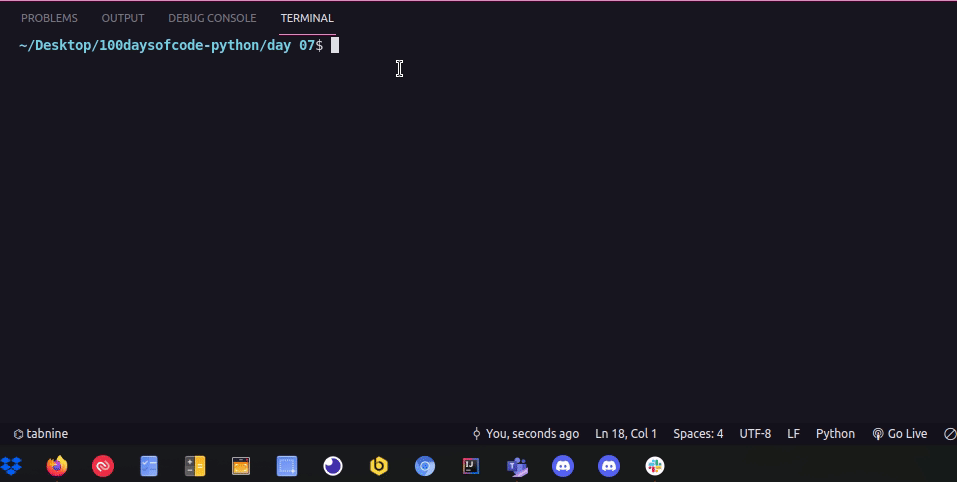 PROBLEMS OUTPUT DEBUG CONSOLE TERMINAL
~/Desktop/100daysofcode-python/day 07$
tabnine You, seconds ago Ln 18, Col 1 Spaces: 4 UTF-8 LF Python Go Live
IJ